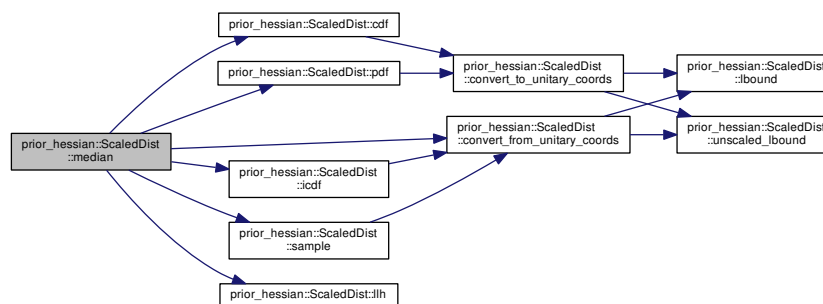 prior_hessian::ScaledDist
::median
prior_hessian::ScaledDist::cdf
prior_hessian::ScaledDist::pdf
prior_hessian::ScaledDist
::icdf
prior_hessian::ScaledDist
::sample
prior_hessian::ScaledDist::llh
prior_hessian::ScaledDist
::convert_to_unitary_coords
prior_hessian::ScaledDist
::convert_from_unitary_coords
prior_hessian::ScaledDist
::lbound
prior_hessian::ScaledDist
::unscaled_lbound